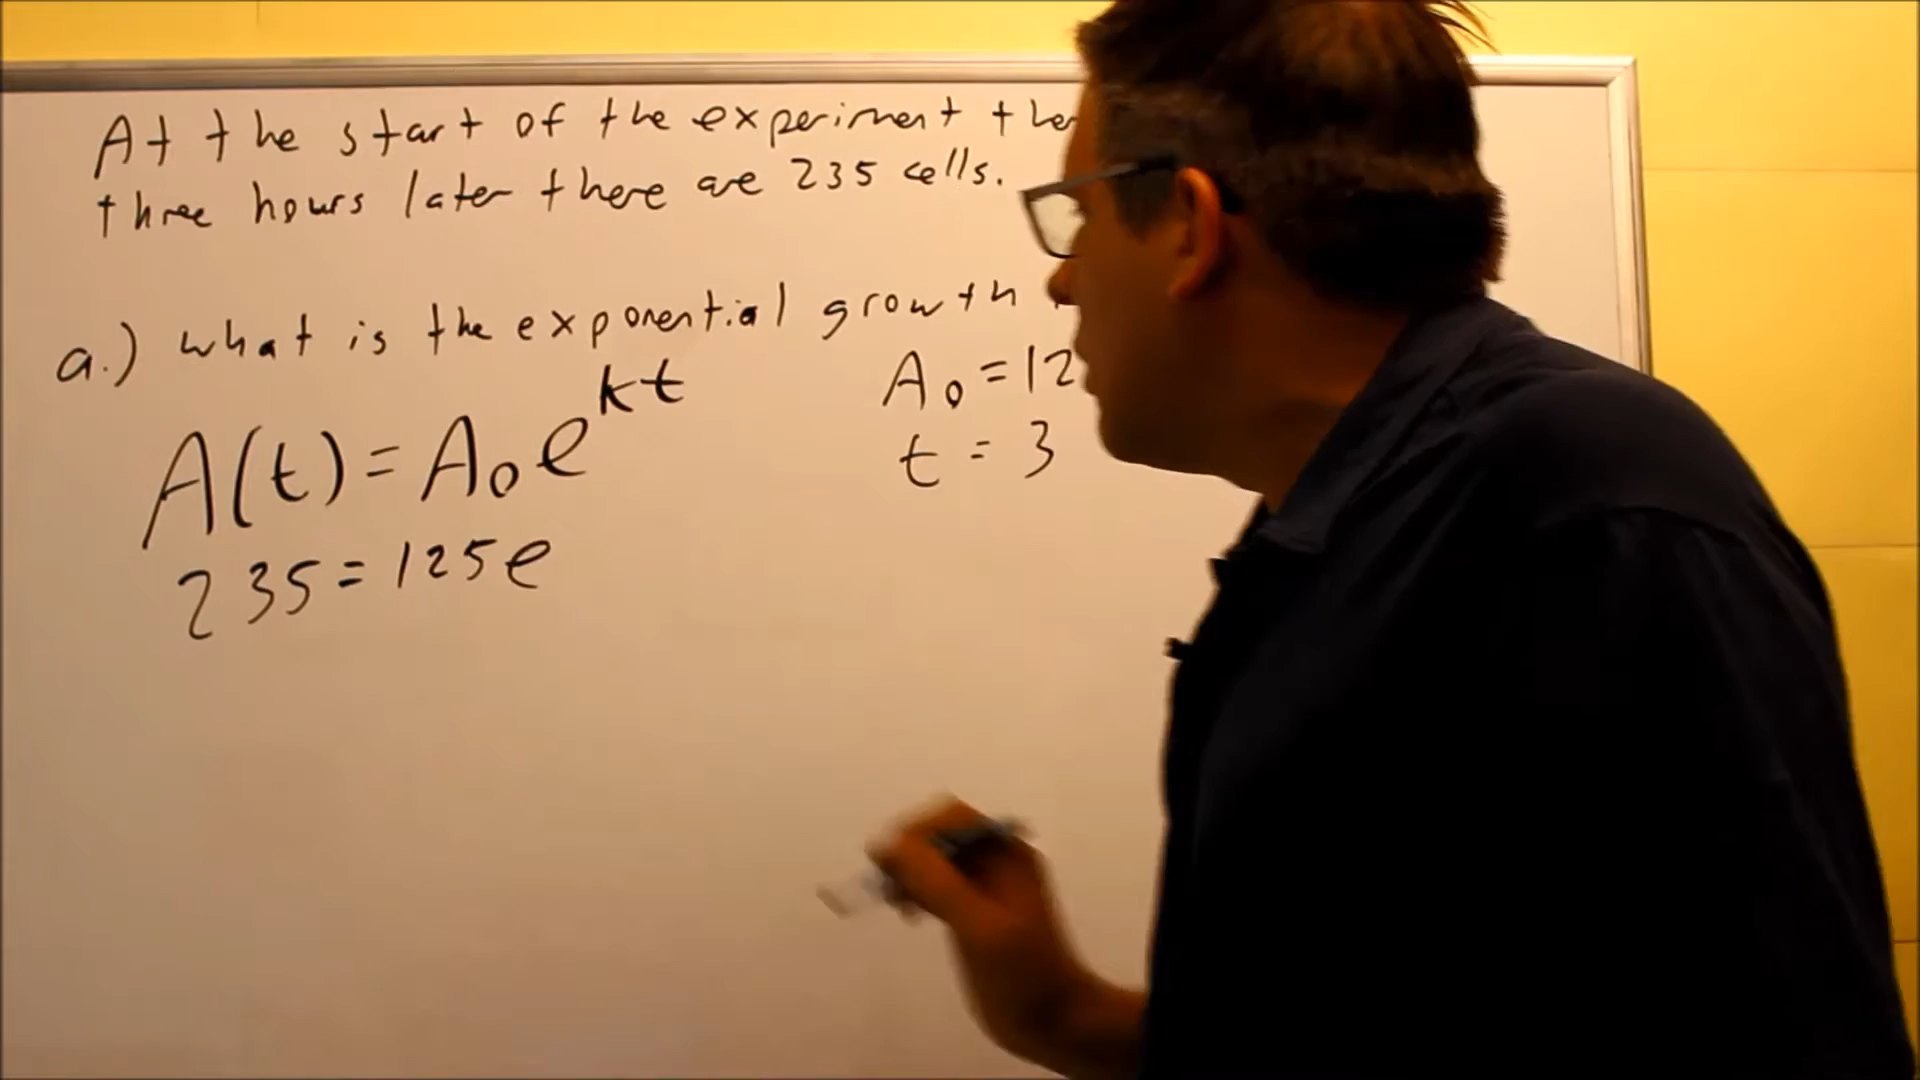 At the start of the experiment
three hours later there are 235 cells.
a.) what is the exponential growth
A(t) = A₀e^kt
235 = 125e
A₀ = 12
t = 3